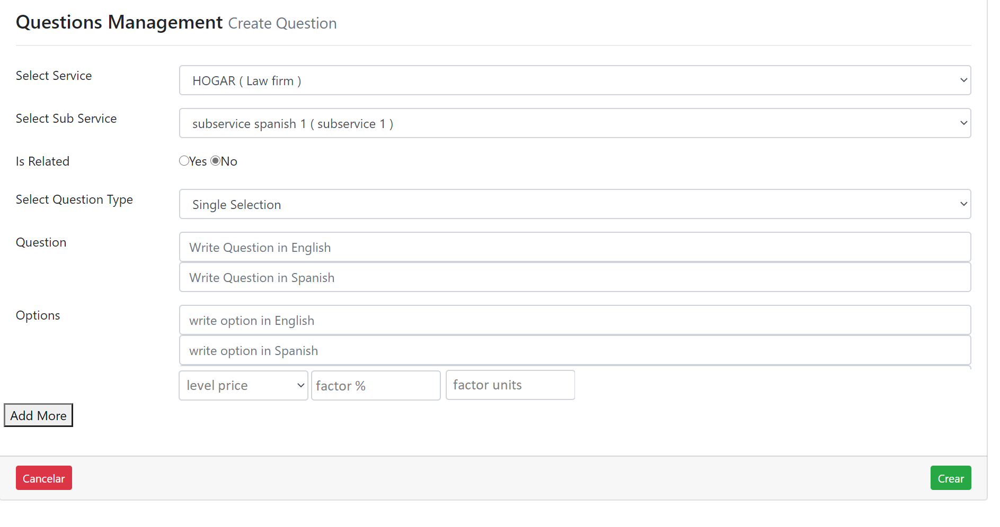 Questions Management Create Question
Select Service
HOGAR ( Law firm )
Select Sub Service
subservice spanish 1 ( subservice 1 )
Is Related
Yes No
Select Question Type
Single Selection
Question
Write Question in English
Write Question in Spanish
Options
write option in English
write option in Spanish
level price factor % factor units
Add More
Cancelar Crear